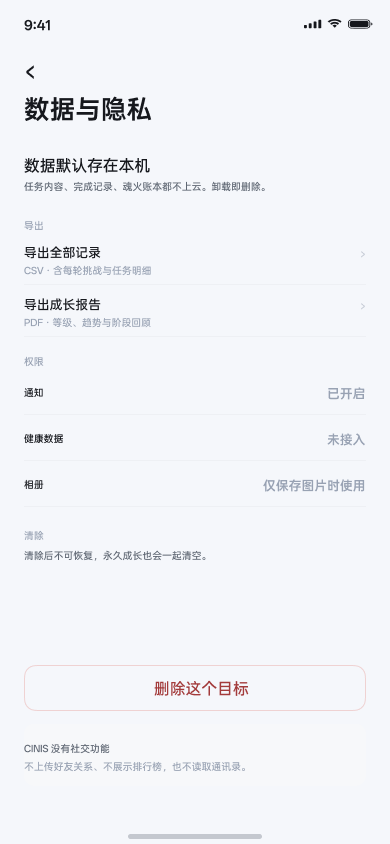 9:41
数据与隐私
数据默认存在本机
任务内容、完成记录、魂火账本都不上云。卸载即删除。
导出
导出全部记录
CSV · 含每轮挑战与任务明细
导出成长报告
PDF · 等级、趋势与阶段回顾
权限
通知 已开启
健康数据 未接入
相册 仅保存图片时使用
清除
清除后不可恢复，永久成长也会一起清空。
删除这个目标
CINIS 没有社交功能
不上传好友关系、不展示排行榜，也不读取通讯录。